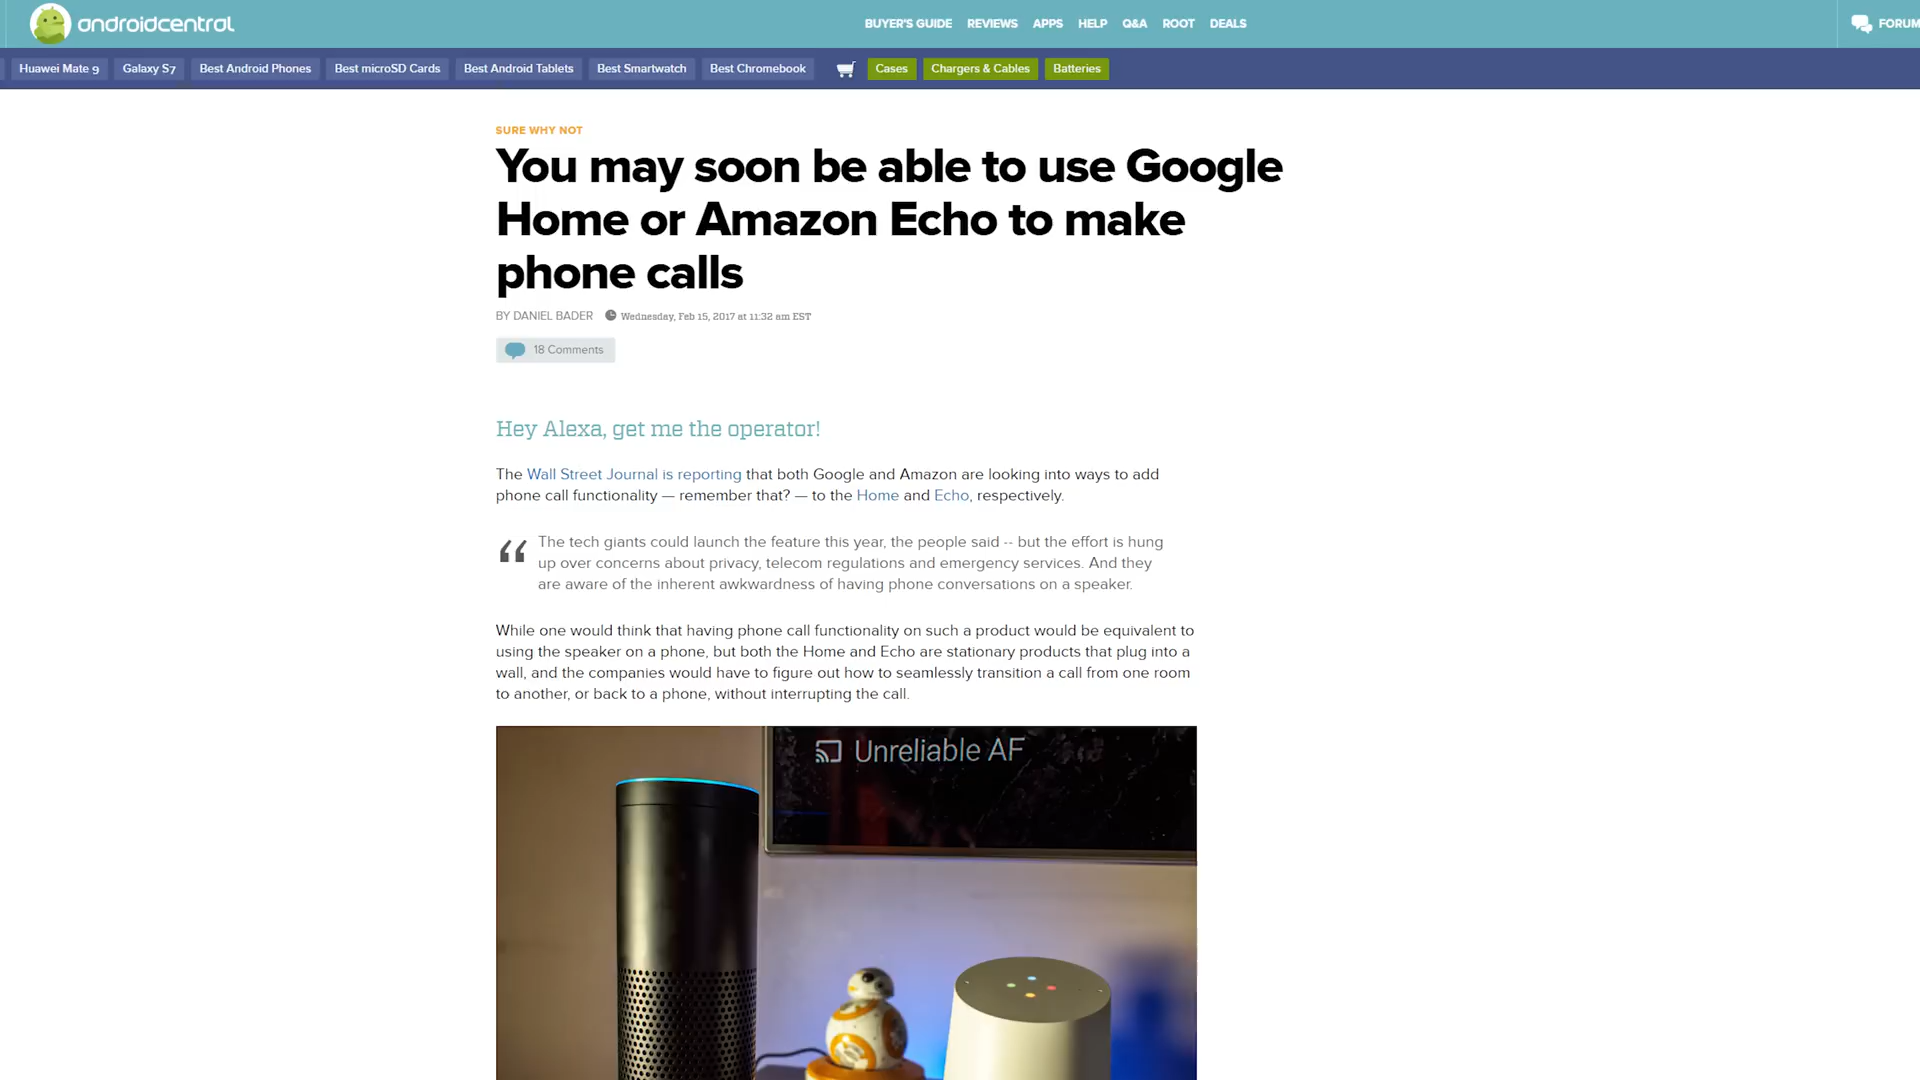 androidcentral
BUYER'S GUIDE REVIEWS APPS HELP Q&A ROOT DEALS
FORUM
Huawei Mate 9 Galaxy S7 Best Android Phones Best microSD Cards Best Android Tablets Best Smartwatch Best Chromebook Cases Chargers & Cables Batteries
SURE WHY NOT
You may soon be able to use Google
Home or Amazon Echo to make
phone calls
BY DANIEL BADER Wednesday, Feb 15, 2017 at 11:32 am EST
18 Comments
Hey Alexa, get me the operator!
The Wall Street Journal is reporting that both Google and Amazon are looking into ways to add
phone call functionality — remember that? — to the Home and Echo, respectively.
“ The tech giants could launch the feature this year, the people said -- but the effort is hung
up over concerns about privacy, telecom regulations and emergency services. And they
are aware of the inherent awkwardness of having phone conversations on a speaker.
While one would think that having phone call functionality on such a product would be equivalent to
using the speaker on a phone, but both the Home and Echo are stationary products that plug into a
wall, and the companies would have to figure out how to seamlessly transition a call from one room
to another, or back to a phone, without interrupting the call.
Unreliable AF